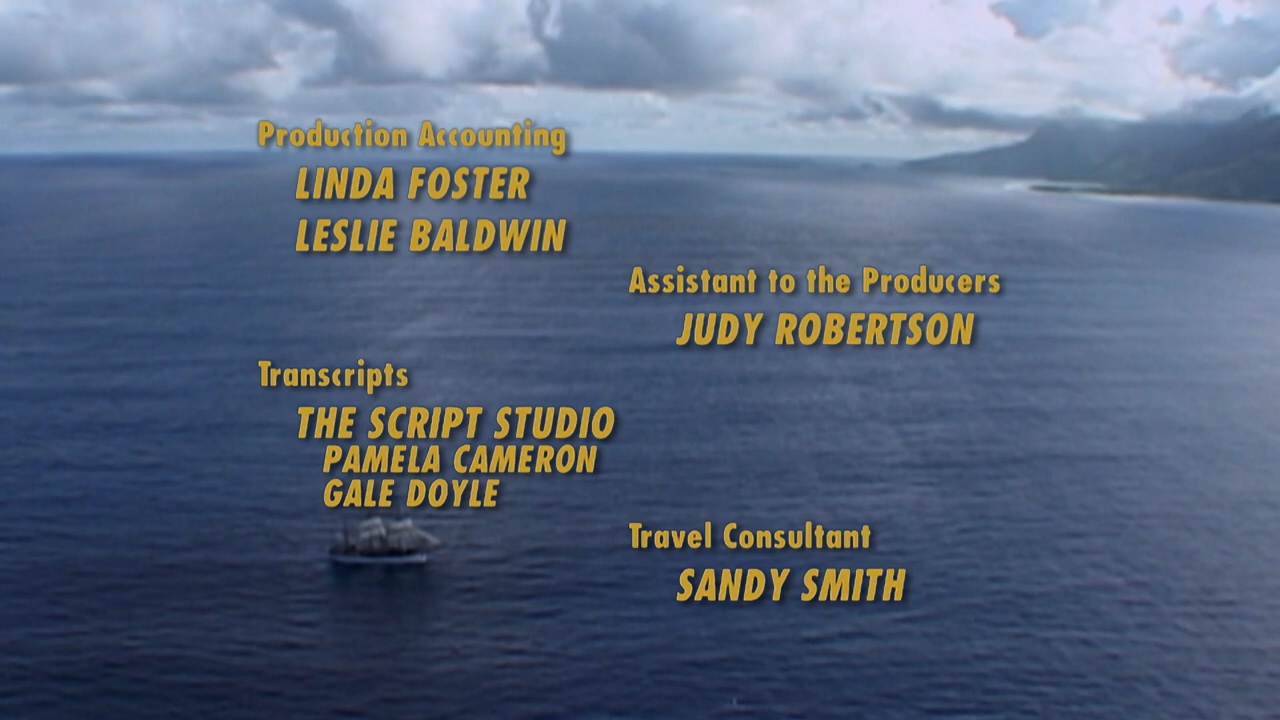 Production Accounting
LINDA FOSTER
LESLIE BALDWIN
Assistant to the Producers
JUDY ROBERTSON
Transcripts
THE SCRIPT STUDIO
PAMELA CAMERON
GALE DOYLE
Travel Consultant
SANDY SMITH